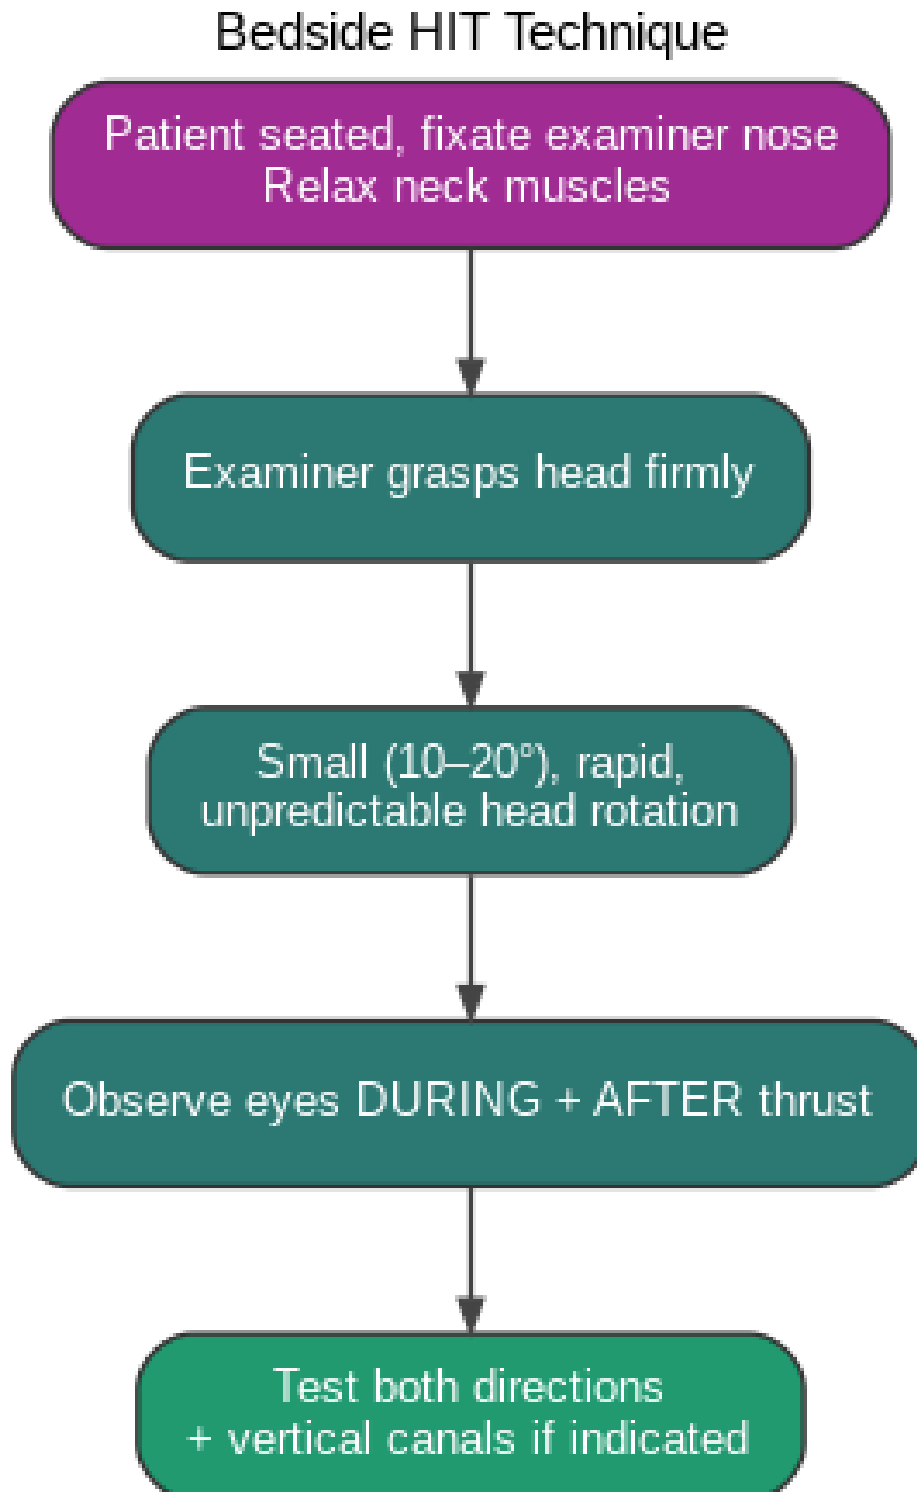 Bedside HIT Technique
Patient seated, fixate examiner nose
Relax neck muscles
Examiner grasps head firmly
Small (10–20°), rapid,
unpredictable head rotation
Observe eyes DURING + AFTER thrust
Test both directions
+ vertical canals if indicated